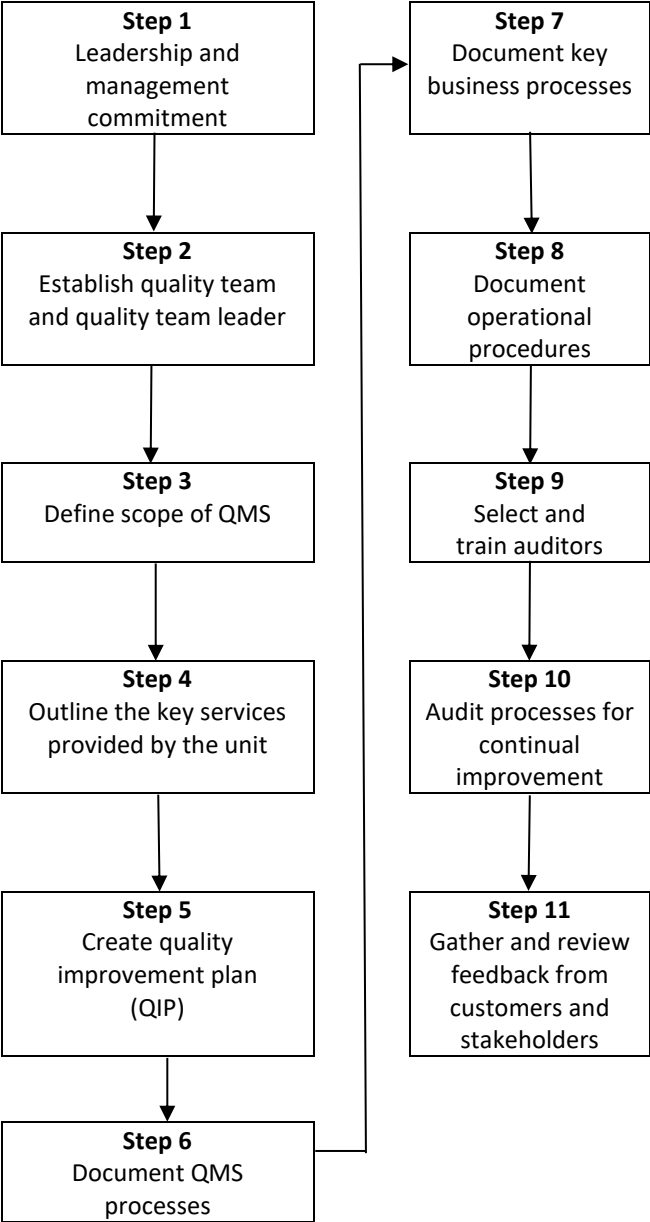 Step 1
Leadership and
management
commitment
Step 2
Establish quality team
and quality team leader
Step 3
Define scope of QMS
Step 4
Outline the key services
provided by the unit
Step 5
Create quality
improvement plan
(QIP)
Step 6
Document QMS
processes
Step 7
Document key
business processes
Step 8
Document
operational
procedures
Step 9
Select and
train auditors
Step 10
Audit processes for
continual
improvement
Step 11
Gather and review
feedback from
customers and
stakeholders